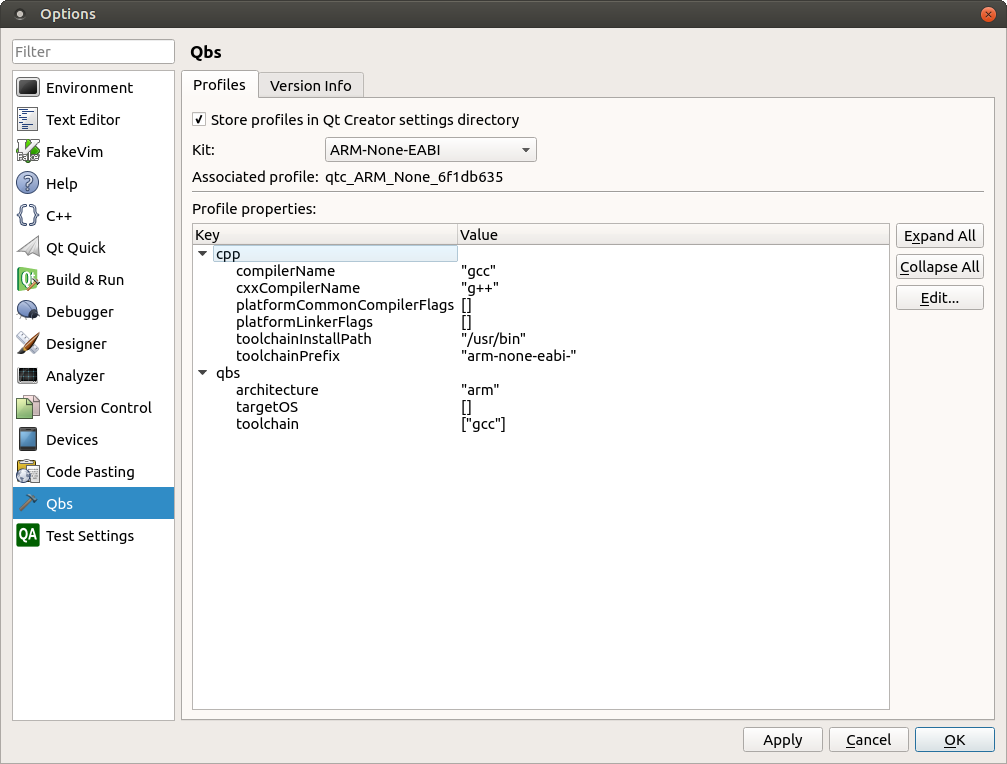 Options
Filter
Environment
Text Editor
FakeVim
Help
C++
Qt Quick
Build & Run
Debugger
Designer
Analyzer
Version Control
Devices
Code Pasting
Qbs
QA Test Settings
Qbs
Profiles Version Info
Store profiles in Qt Creator settings directory
Kit: ARM-None-EABI
Associated profile: qtc_ARM_None_6f1db635
Profile properties:
Key Value
cpp
compilerName "gcc"
cxxCompilerName "g++"
platformCommonCompilerFlags []
platformLinkerFlags []
toolchainInstallPath "/usr/bin"
toolchainPrefix "arm-none-eabi-"
qbs
architecture "arm"
targetOS []
toolchain ["gcc"]
Expand All
Collapse All
Edit...
Apply Cancel OK